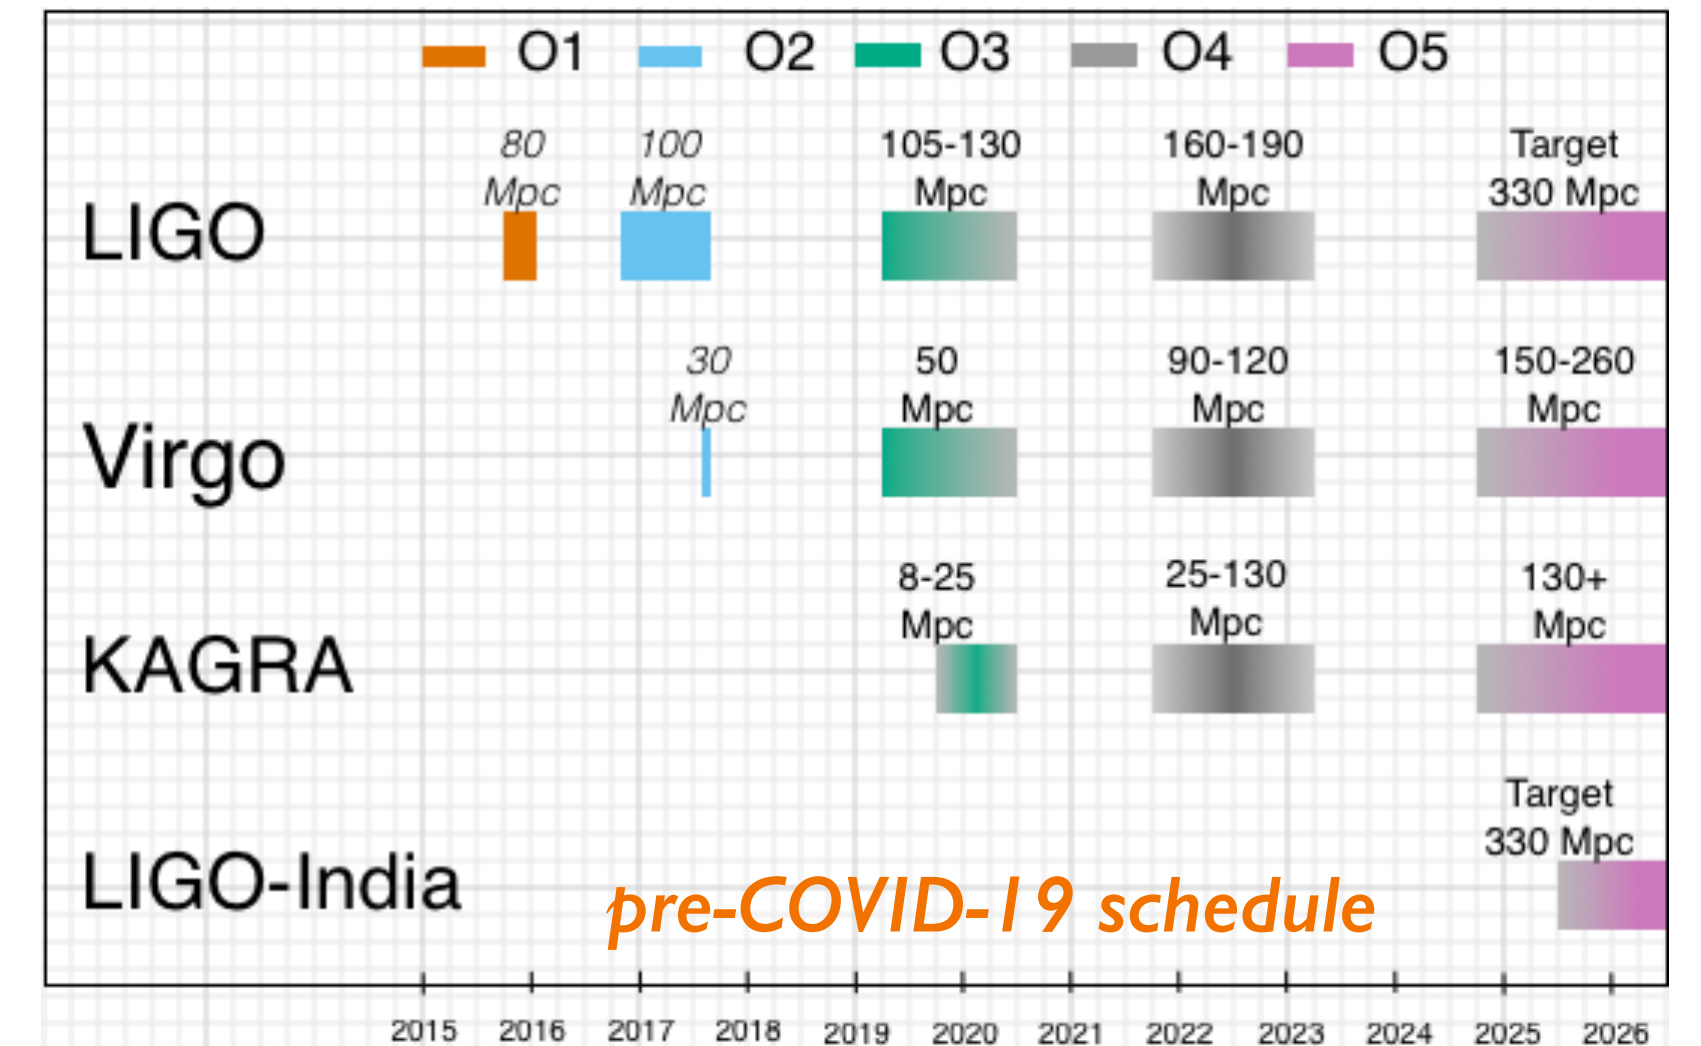 O1 O2 O3 O4 O5
80 100 105-130 160-190 Target
Mpc Mpc Mpc Mpc 330 Mpc
LIGO
30 50 90-120 150-260
Mpc Mpc Mpc Mpc
Virgo
8-25 25-130 130+
Mpc Mpc Mpc
KAGRA
Target
330 Mpc
LIGO-India
pre-COVID-19 schedule
2015 2016 2017 2018 2019 2020 2021 2022 2023 2024 2025 2026